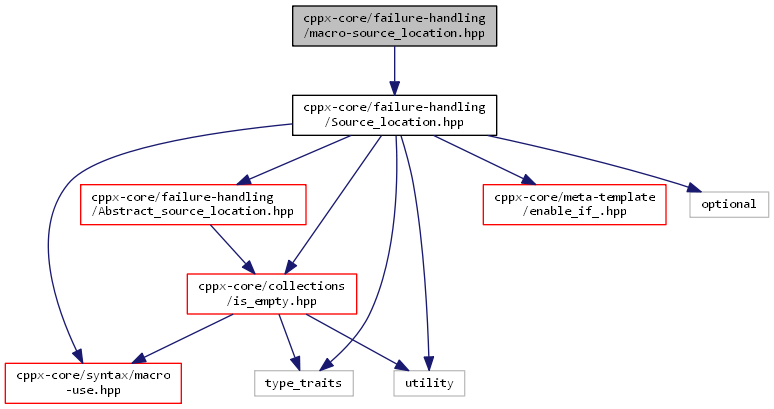 cppx-core/failure-handling
/macro-source_location.hpp
cppx-core/failure-handling
/Source_location.hpp
cppx-core/failure-handling
/Abstract_source_location.hpp
cppx-core/meta-template
/enable_if_.hpp
optional
cppx-core/collections
/is_empty.hpp
cppx-core/syntax/macro
-use.hpp
type_traits
utility